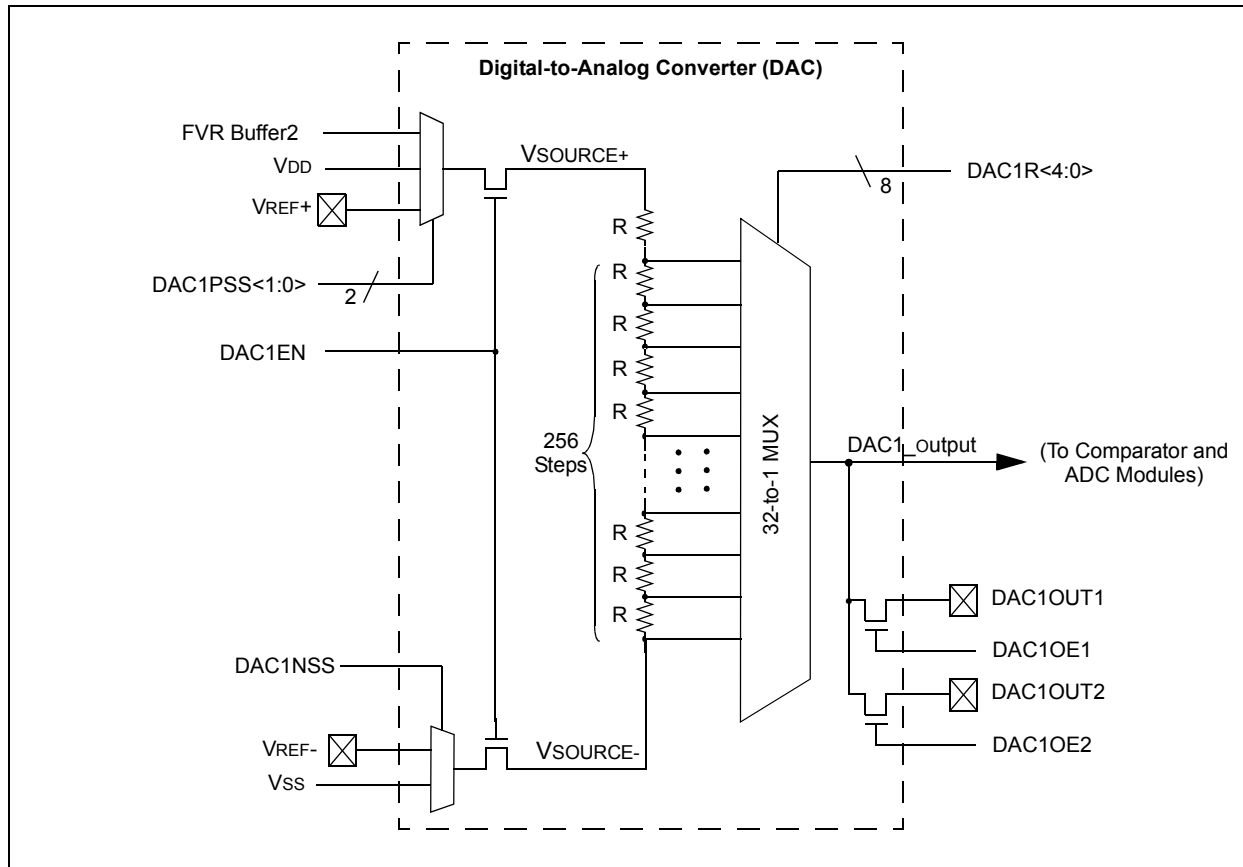 Digital-to-Analog Converter (DAC)
FVR Buffer2
VDD
VREF+
DAC1PSS<1:0>
2
DAC1EN
VSOURCE+
R
R
R
R
R
256
Steps
R
R
R
32-to-1 MUX
8
DAC1R<4:0>
DAC1_output
(To Comparator and
ADC Modules)
DAC1OUT1
DAC1OE1
DAC1OUT2
DAC1OE2
DAC1NSS
VREF-
VSS
VSOURCE-